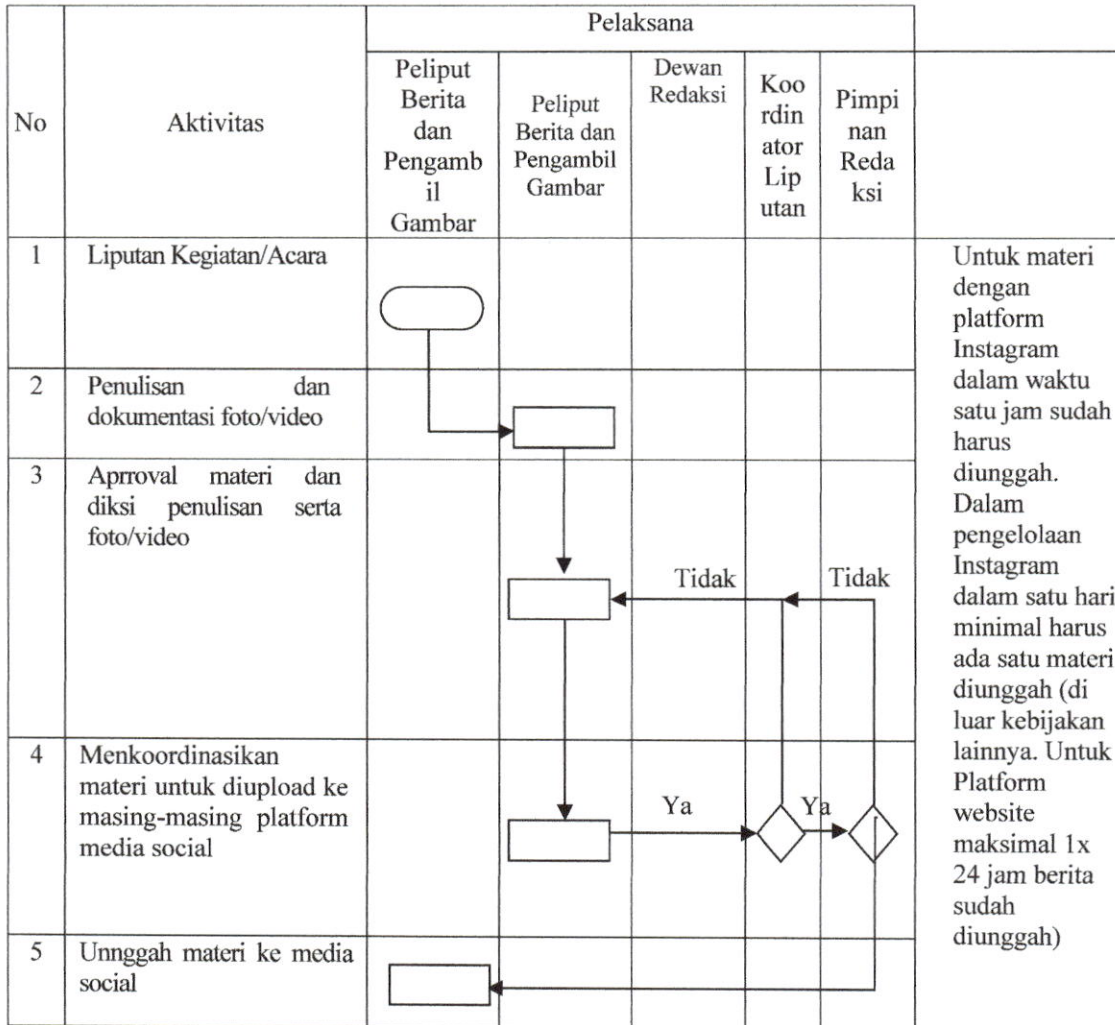 Pelaksana
No
Aktivitas
Peliput
Berita
dan
Pengamb
il
Gambar
Peliput
Berita dan
Pengambil
Gambar
Dewan
Redaksi
Koo
rdin
ator
Lip
utan
Pimpi
nan
Reda
ksi
1
Liputan Kegiatan/Acara
2
Penulisan dan
dokumentasi foto/video
3
Aprroval materi dan
diksi penulisan serta
foto/video
Tidak
Tidak
4
Menkoordinasikan
materi untuk diupload ke
masing-masing platform
media social
Ya
Ya
5
Unnggah materi ke media
social
Untuk materi
dengan
platform
Instagram
dalam waktu
satu jam sudah
harus
diunggah.
Dalam
pengelolaan
Instagram
dalam satu hari
minimal harus
ada satu materi
diunggah (di
luar kebijakan
lainnya. Untuk
Platform
website
maksimal 1x
24 jam berita
sudah
diunggah)